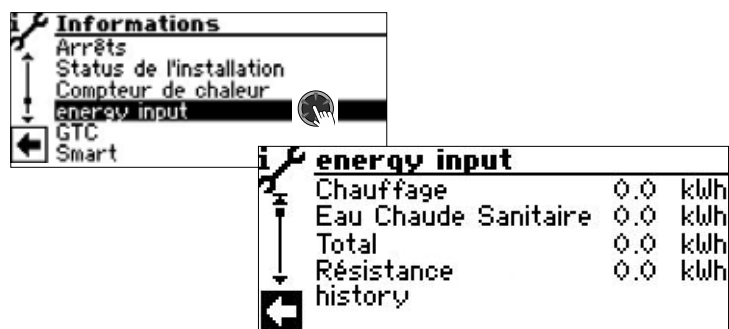 i Informations
Arrêts
Status de l'installation
Compteur de chaleur
energy input
GTC
Smart
i energy input
Chauffage 0.0 kWh
Eau Chaude Sanitaire 0.0 kWh
Total 0.0 kWh
Résistance 0.0 kWh
history